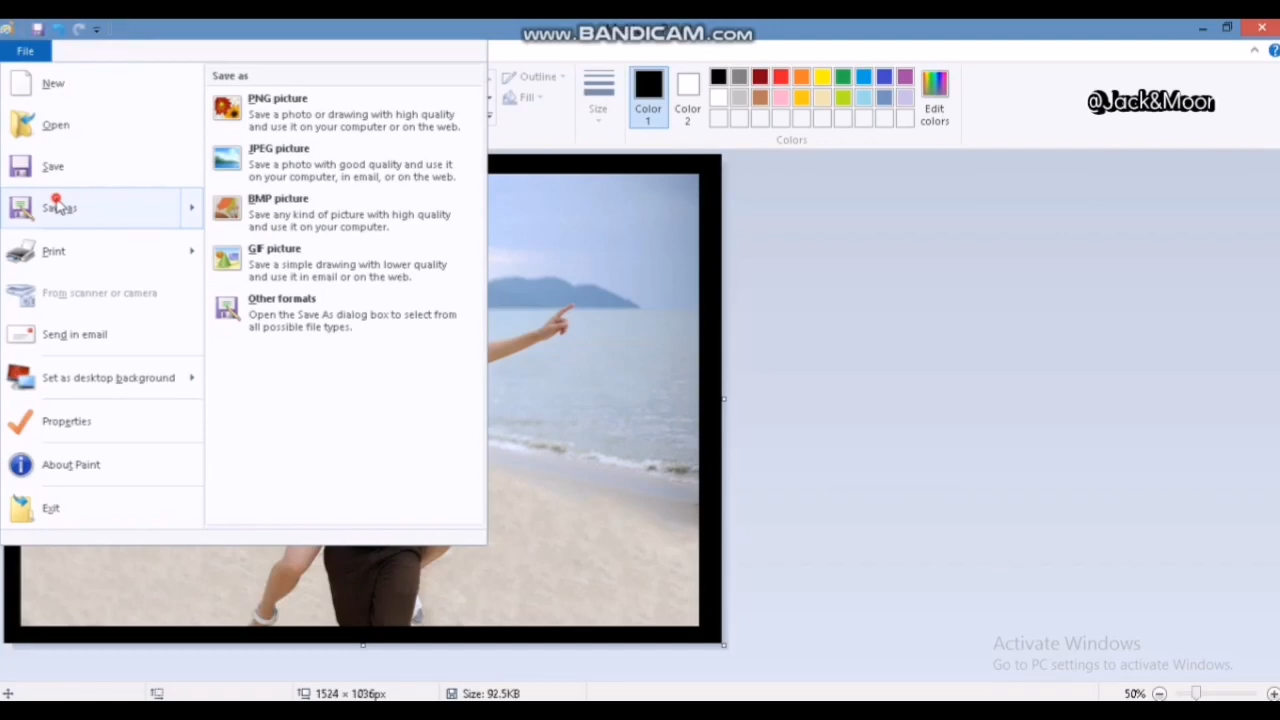 www.BANDICAM.com
File
New
Open
Save
Save as
Print
From scanner or camera
Send in email
Set as desktop background
Properties
About Paint
Exit
Save as
PNG picture
Save a photo or drawing with high quality
and use it on your computer or on the web.
JPEG picture
Save a photo with good quality and use it
on your computer, in email, or on the web.
BMP picture
Save any kind of picture with high quality
and use it on your computer.
GIF picture
Save a simple drawing with lower quality
and use it in email or on the web.
Other formats
Open the Save As dialog box to select from
all possible file types.
Outline
Fill
Size
Color
1
Color
2
Edit
colors
Colors
@Jack&Moor
Activate Windows
Go to PC settings to activate Windows.
1524 × 1036px
Size: 92.5KB
50%